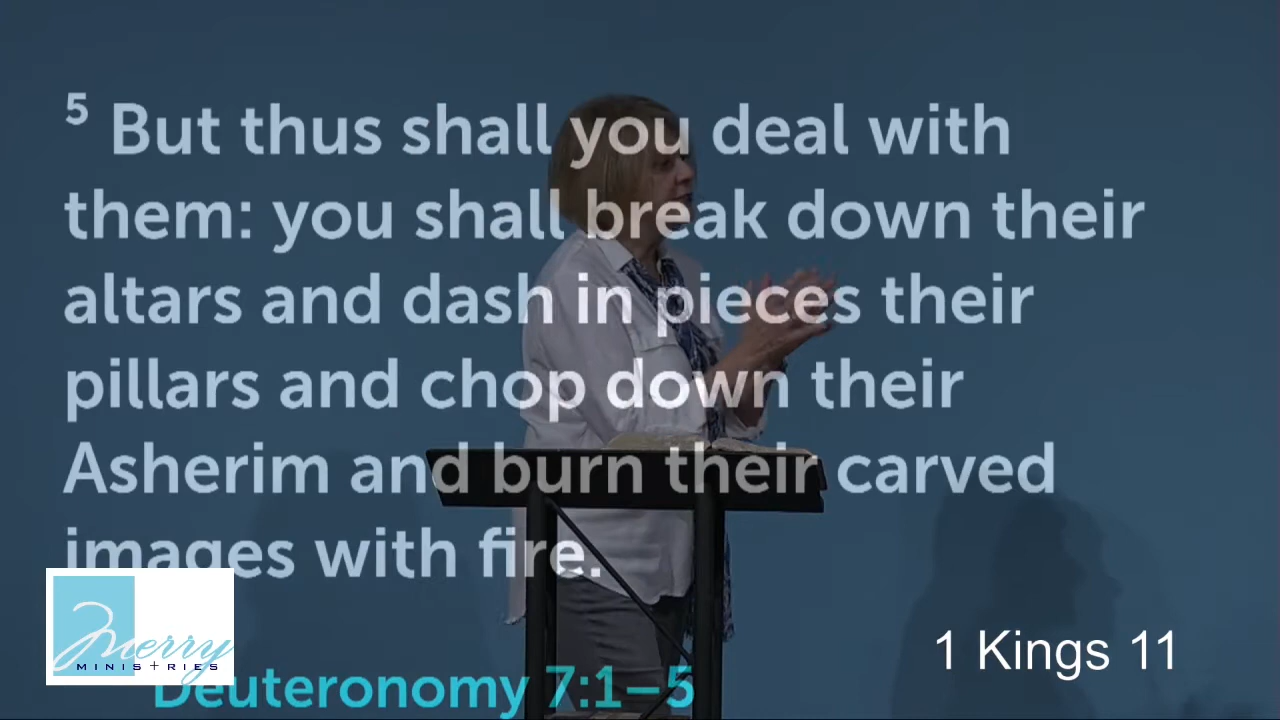 5 But thus shall you deal with
them: you shall break down their
altars and dash in pieces their
pillars and chop down their
Asherim and burn their carved
images with fire.
Merry
MINISTRIES
1 Kings 11
Deuteronomy 7:1–5